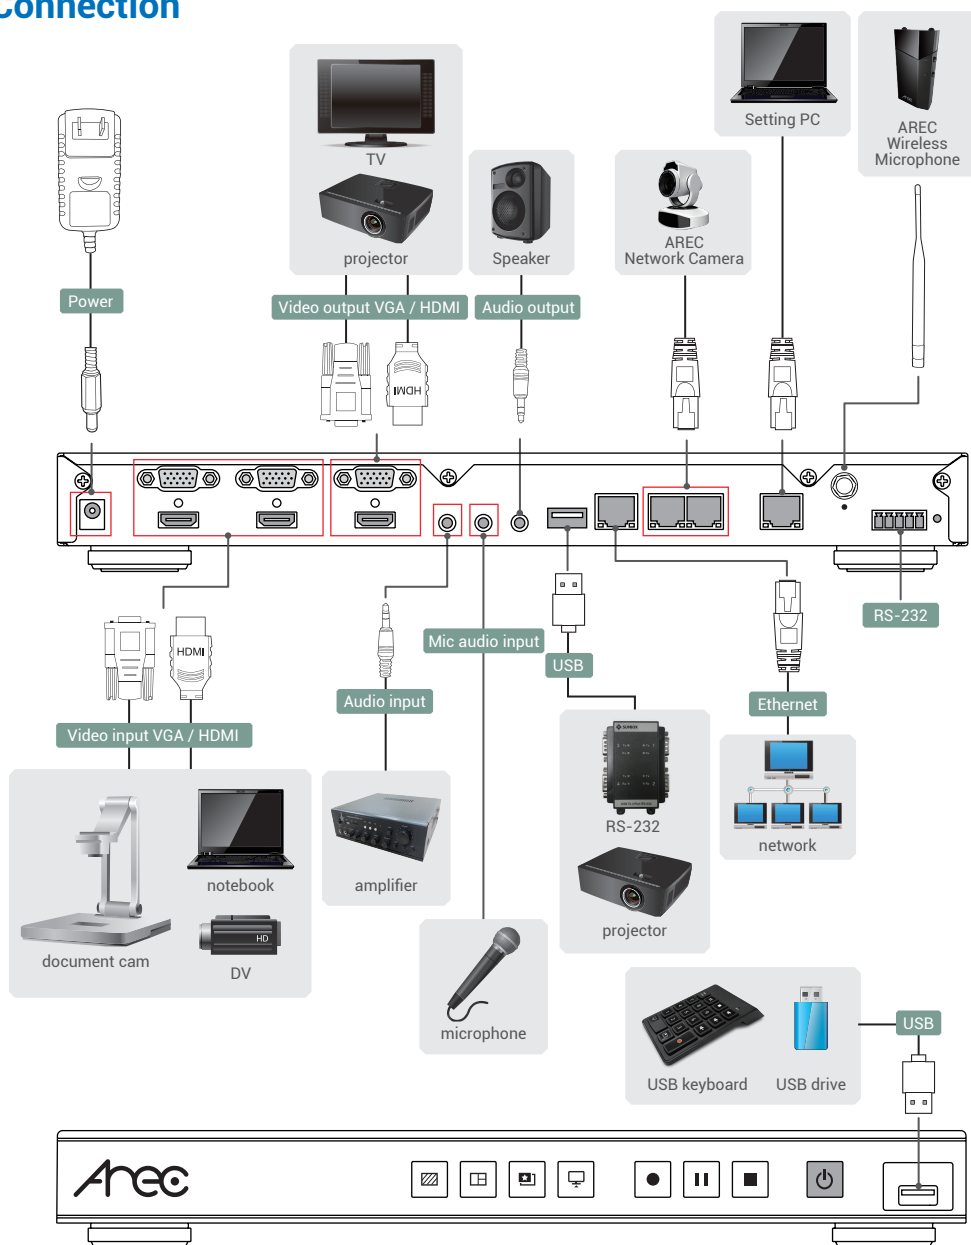 Connection
TV
projector
Speaker
AREC
Network Camera
Setting PC
AREC
Wireless
Microphone
Power
Video output VGA / HDMI
Audio output
HDMI
RS-232
HDMI
Mic audio input
USB
Audio input
Ethernet
Video input VGA / HDMI
SUNBOX
RS-232
network
notebook
amplifier
HD
projector
document cam
DV
microphone
USB
USB keyboard
USB drive
Arec